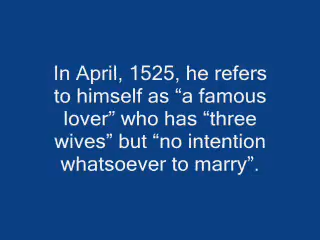 In April, 1525, he refers
to himself as “a famous
lover” who has “three
wives” but “no intention
whatsoever to marry”.